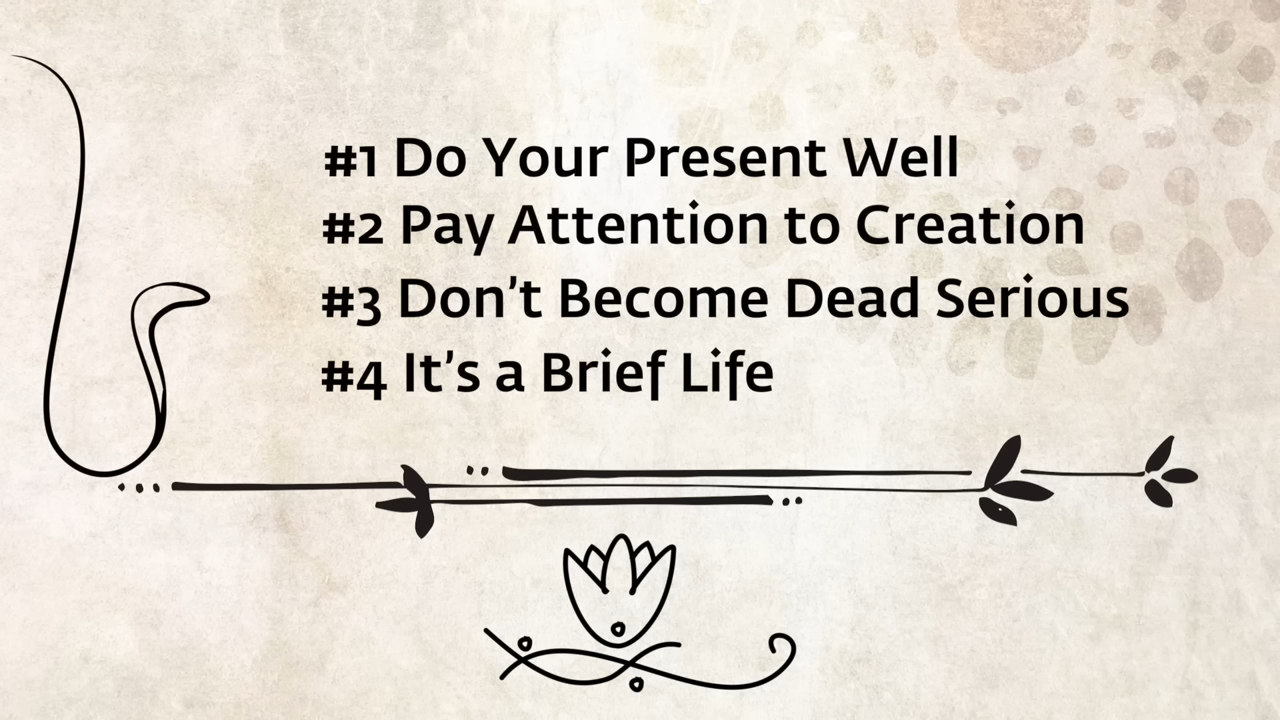 #1 Do Your Present Well
#2 Pay Attention to Creation
#3 Don’t Become Dead Serious
#4 It’s a Brief Life